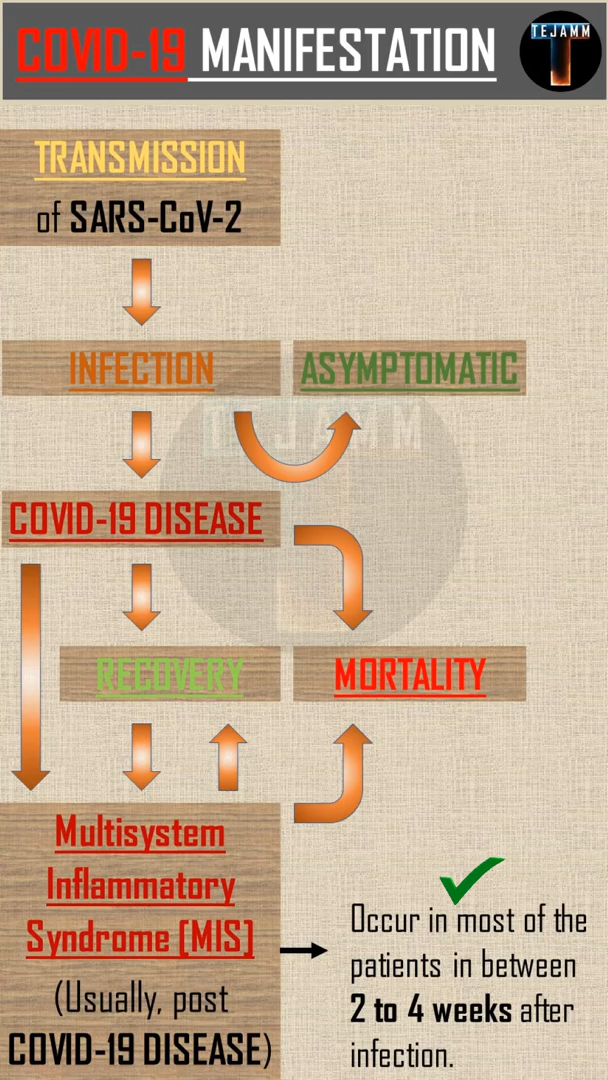 COVID-19 MANIFESTATION
TEJAMM
TRANSMISSION
of SARS-CoV-2
INFECTION
ASYMPTOMATIC
TEJAMM
COVID-19 DISEASE
RECOVERY
MORTALITY
Multisystem
Inflammatory
Syndrome [MIS]
(Usually, post
COVID-19 DISEASE)
Occur in most of the
patients in between
2 to 4 weeks after
infection.